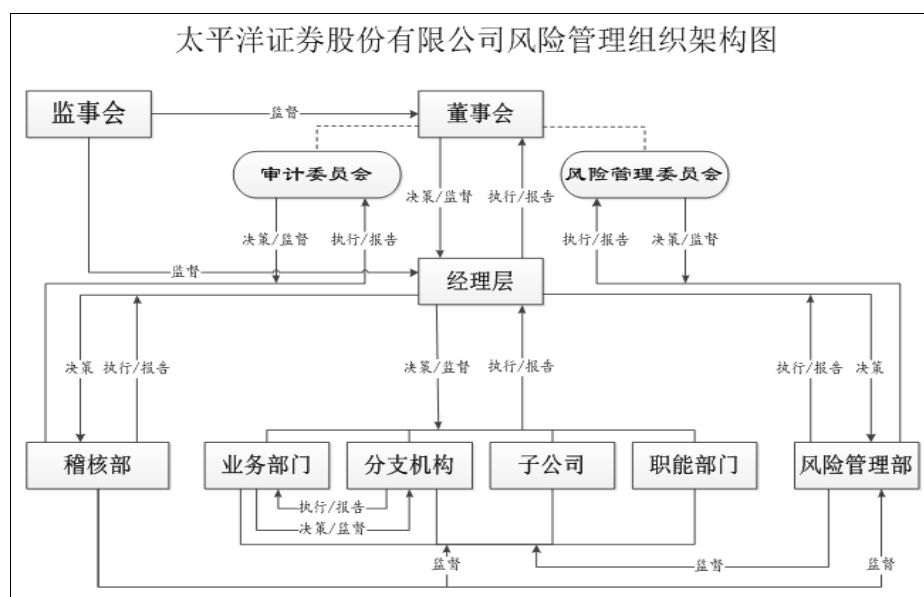 太平洋证券股份有限公司风险管理组织架构图
监事会
监督
董事会
审计委员会
风险管理委员会
决策/监督
执行/报告
决策/监督
执行/报告
执行/报告
决策/监督
监督
经理层
决策
执行/报告
决策/监督
执行/报告
执行/报告
决策
稽核部
业务部门
分支机构
子公司
职能部门
风险管理部
执行/报告
决策/监督
监督
监督
监督